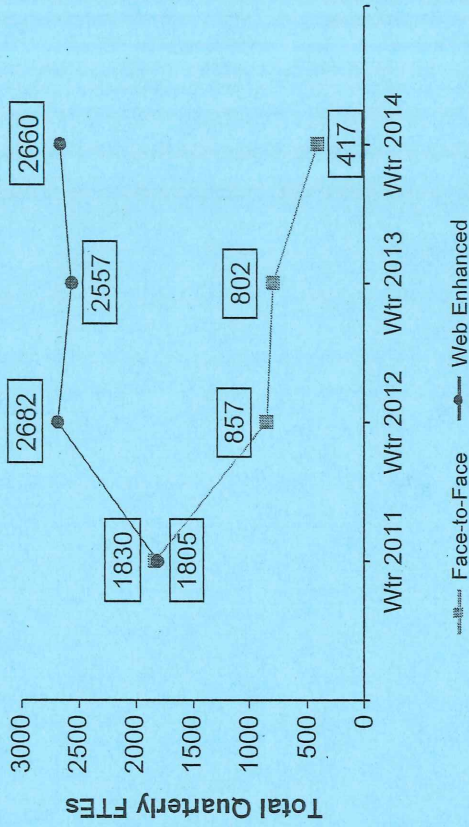 Total Quarterly FTEs
3000
2500
2000
1500
1000
500
0
1830
1805
2682
857
2557
802
2660
417
Wtr 2011
Wtr 2012
Wtr 2013
Wtr 2014
Face-to-Face
Web Enhanced